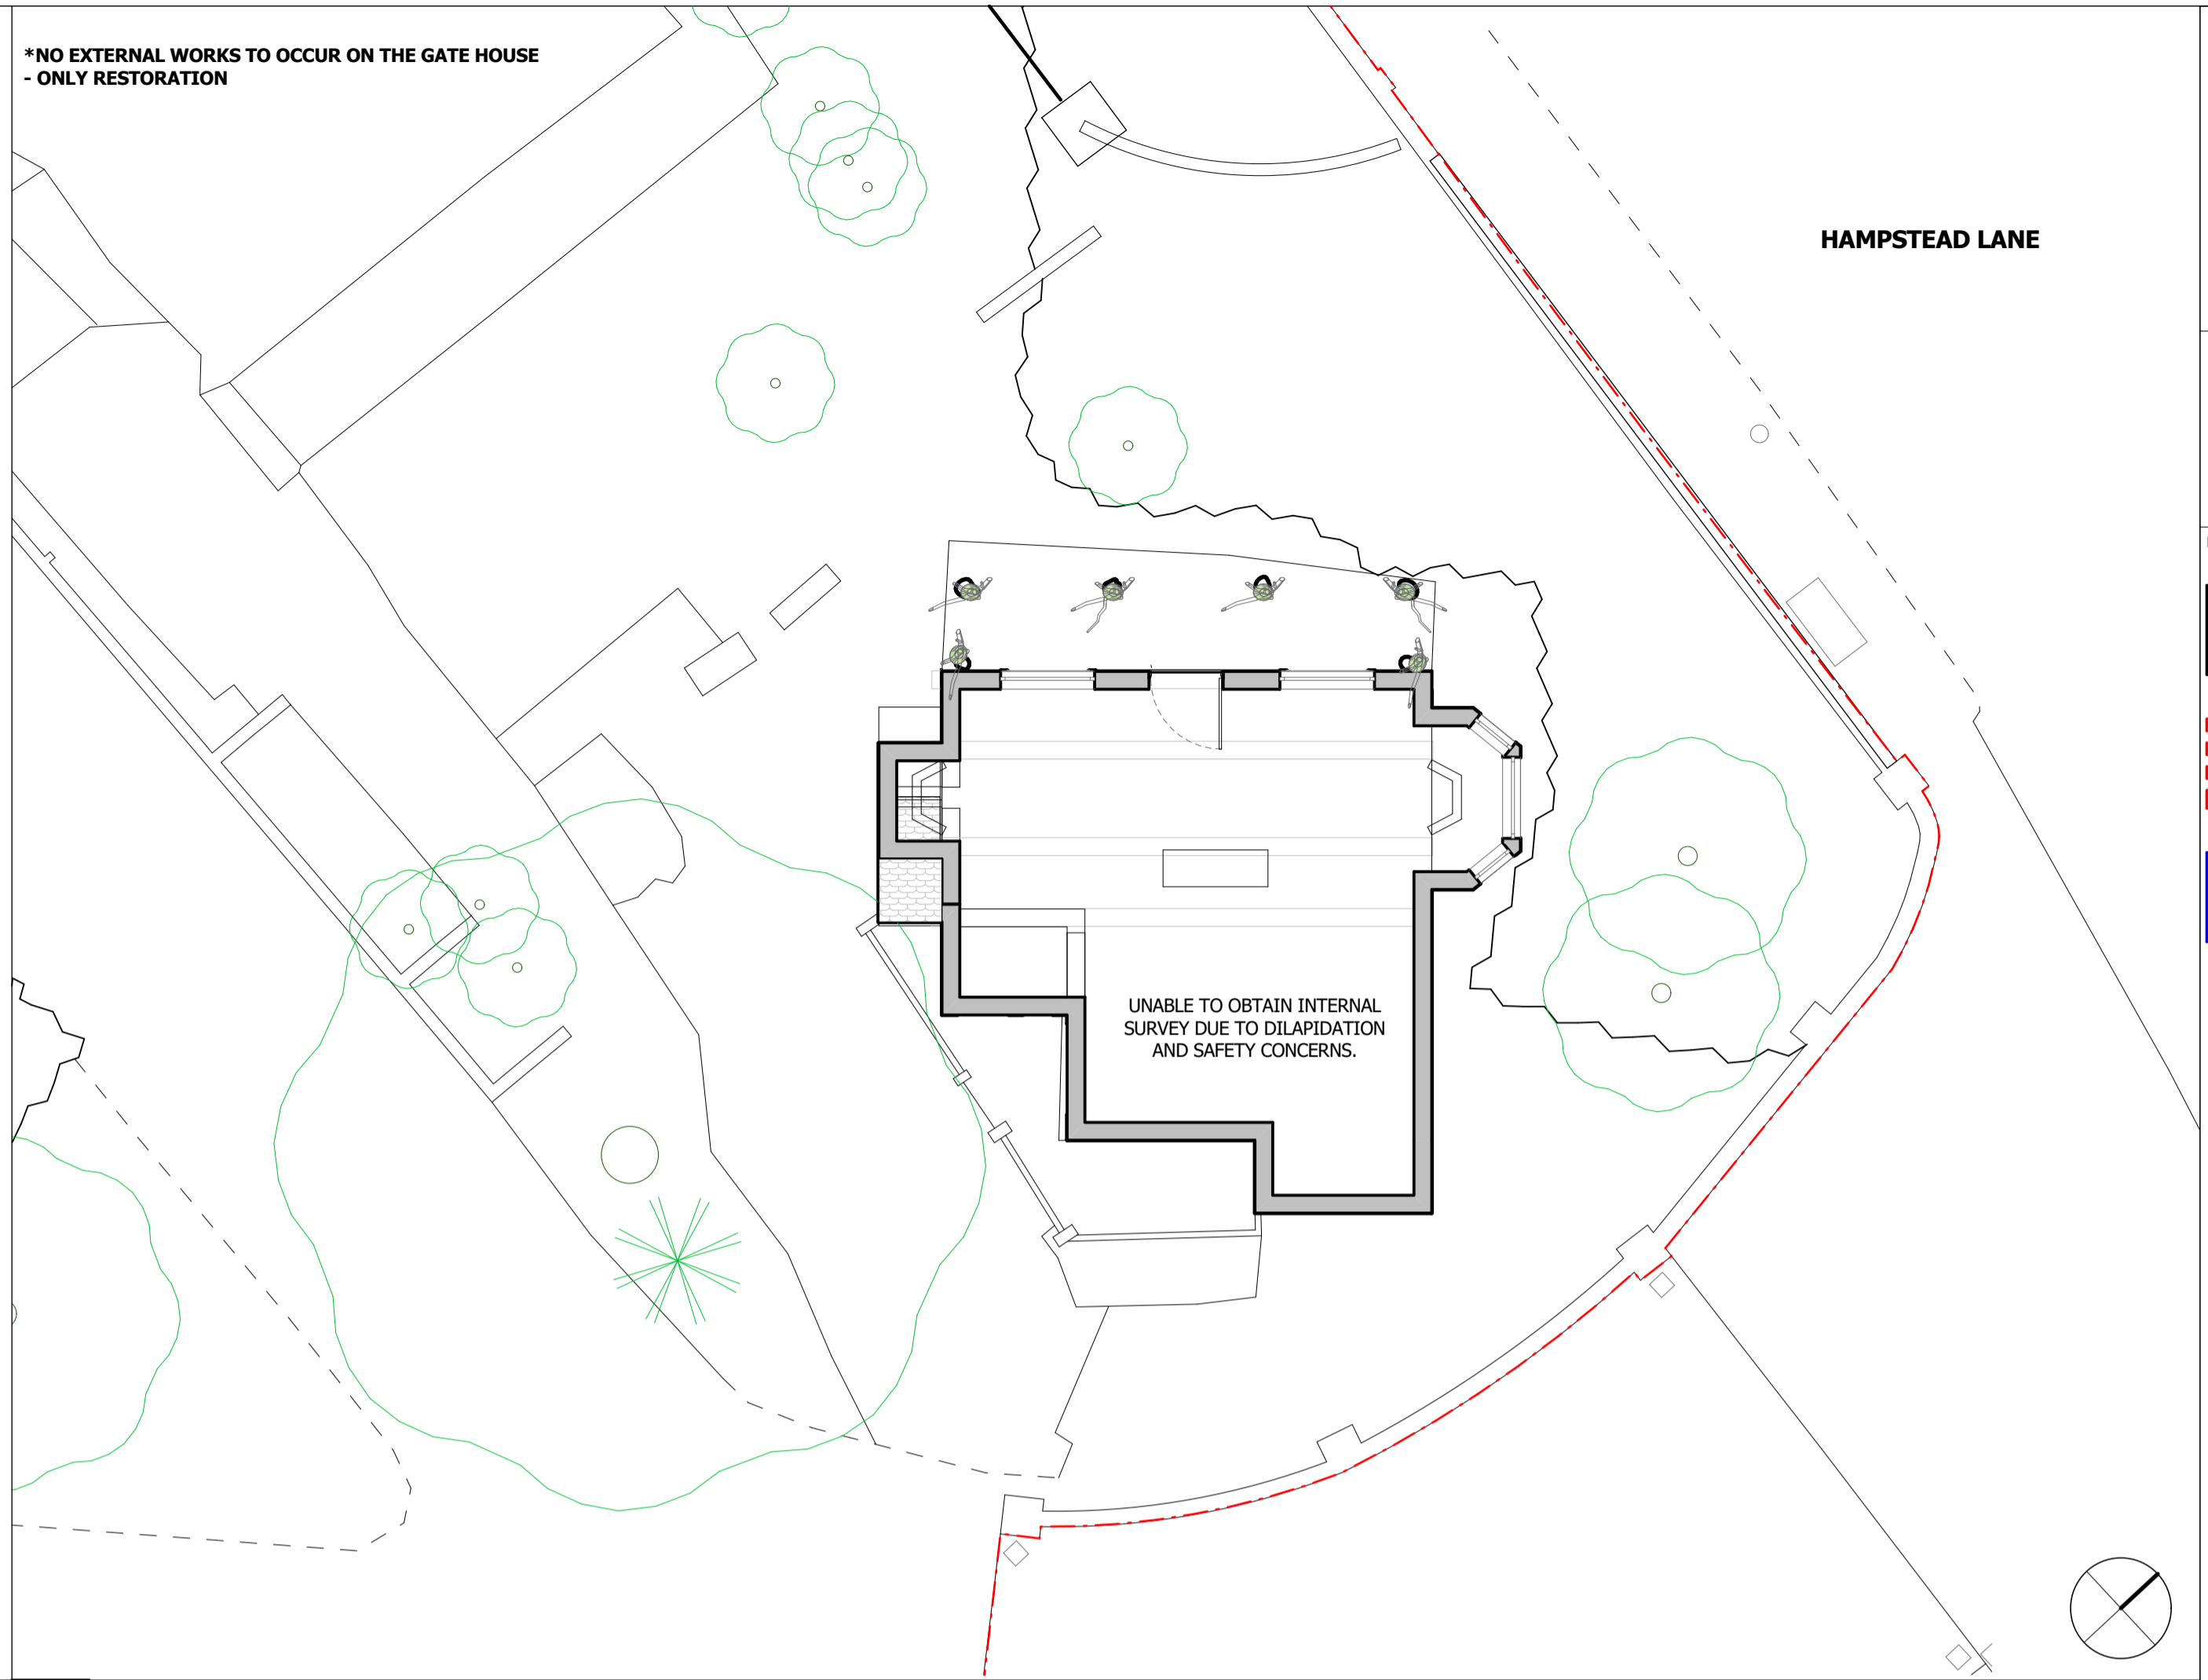 *NO EXTERNAL WORKS TO OCCUR ON THE GATE HOUSE
- ONLY RESTORATION
HAMPSTEAD LANE
UNABLE TO OBTAIN INTERNAL
SURVEY DUE TO DILAPIDATION
AND SAFETY CONCERNS.